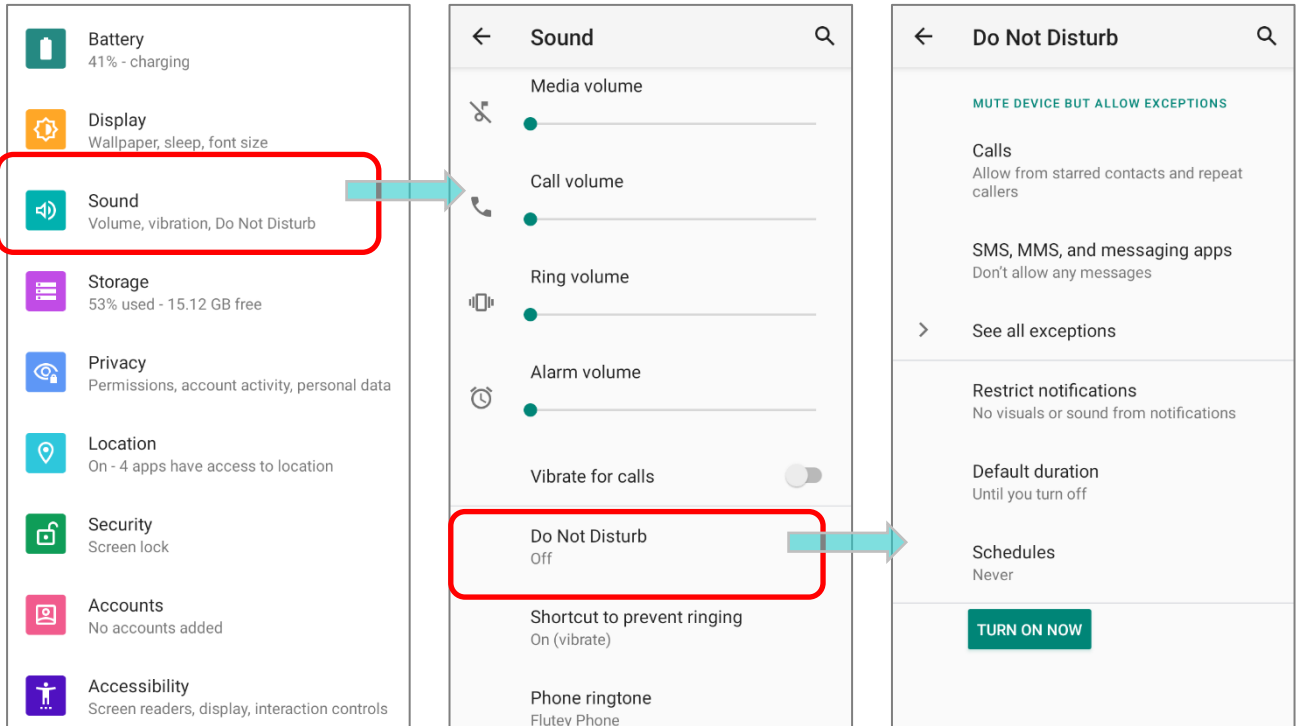 Battery
41% - charging
Display
Wallpaper, sleep, font size
Sound
Volume, vibration, Do Not Disturb
Storage
53% used - 15.12 GB free
Privacy
Permissions, account activity, personal data
Location
On - 4 apps have access to location
Security
Screen lock
Accounts
No accounts added
Accessibility
Screen readers, display, interaction controls
Sound
Media volume
Call volume
Ring volume
Alarm volume
Vibrate for calls
Do Not Disturb
Off
Shortcut to prevent ringing
On (vibrate)
Phone ringtone
Flutey Phone
Do Not Disturb
MUTE DEVICE BUT ALLOW EXCEPTIONS
Calls
Allow from starred contacts and repeat
callers
SMS, MMS, and messaging apps
Don't allow any messages
See all exceptions
Restrict notifications
No visuals or sound from notifications
Default duration
Until you turn off
Schedules
Never
TURN ON NOW